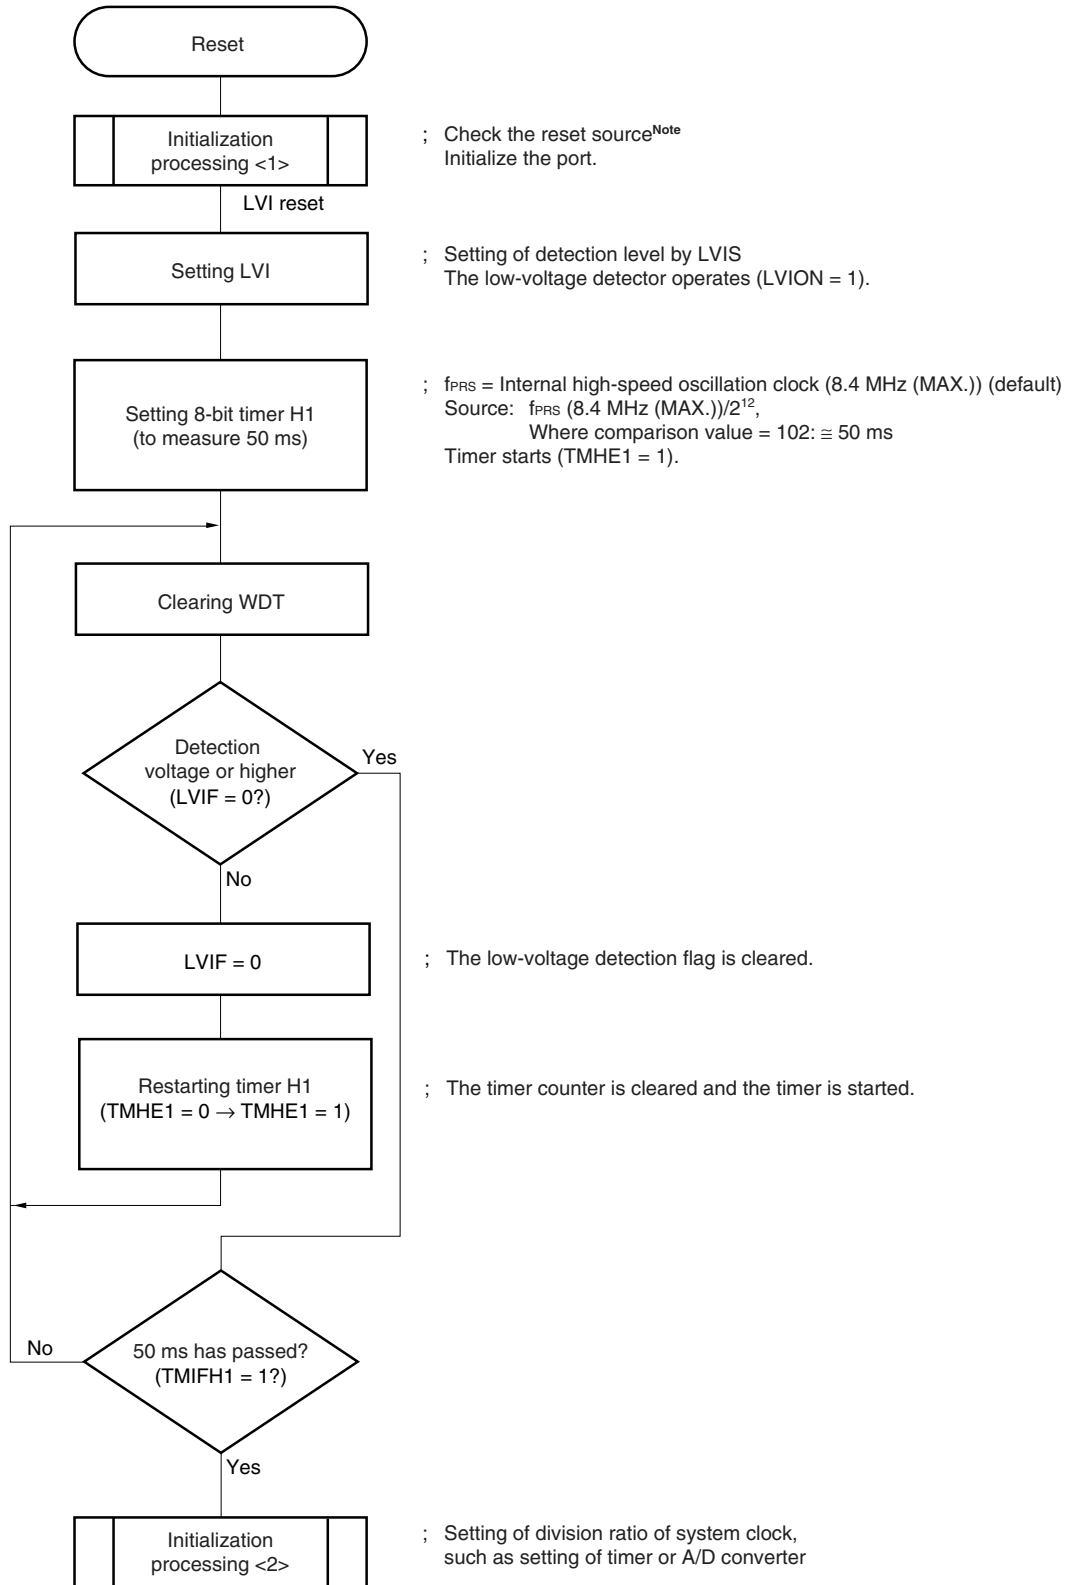 Reset
Initialization
processing <1>
; Check the reset sourceNote
Initialize the port.
LVI reset
Setting LVI
; Setting of detection level by LVIS
The low-voltage detector operates (LVION = 1).
Setting 8-bit timer H1
(to measure 50 ms)
; fPRS = Internal high-speed oscillation clock (8.4 MHz (MAX.)) (default)
Source: fPRS (8.4 MHz (MAX.))/2^12,
Where comparison value = 102: ≅ 50 ms
Timer starts (TMHE1 = 1).
Clearing WDT
Detection
voltage or higher
(LVIF = 0?)
Yes
No
LVIF = 0
; The low-voltage detection flag is cleared.
Restarting timer H1
(TMHE1 = 0 → TMHE1 = 1)
; The timer counter is cleared and the timer is started.
50 ms has passed?
(TMIFH1 = 1?)
No
Yes
Initialization
processing <2>
; Setting of division ratio of system clock,
such as setting of timer or A/D converter